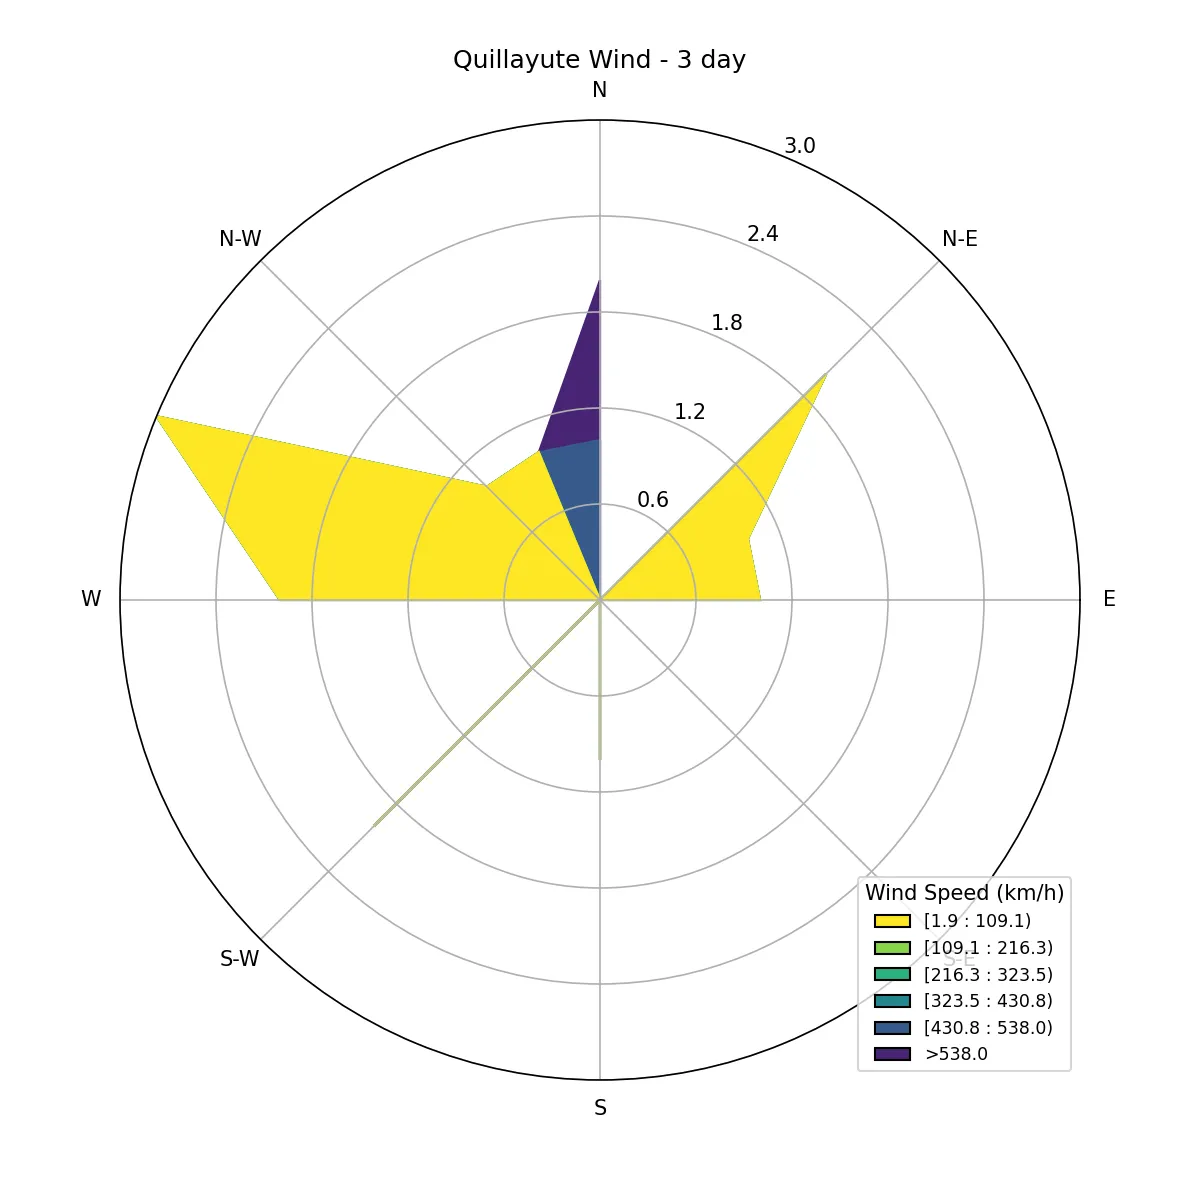 Quillayute Wind - 3 day
N
3.0
N-W
2.4
N-E
1.8
1.2
0.6
W
E
S-W
S-E
S
Wind Speed (km/h)
[1.9 : 109.1)
[109.1 : 216.3)
[216.3 : 323.5)
[323.5 : 430.8)
[430.8 : 538.0)
>538.0